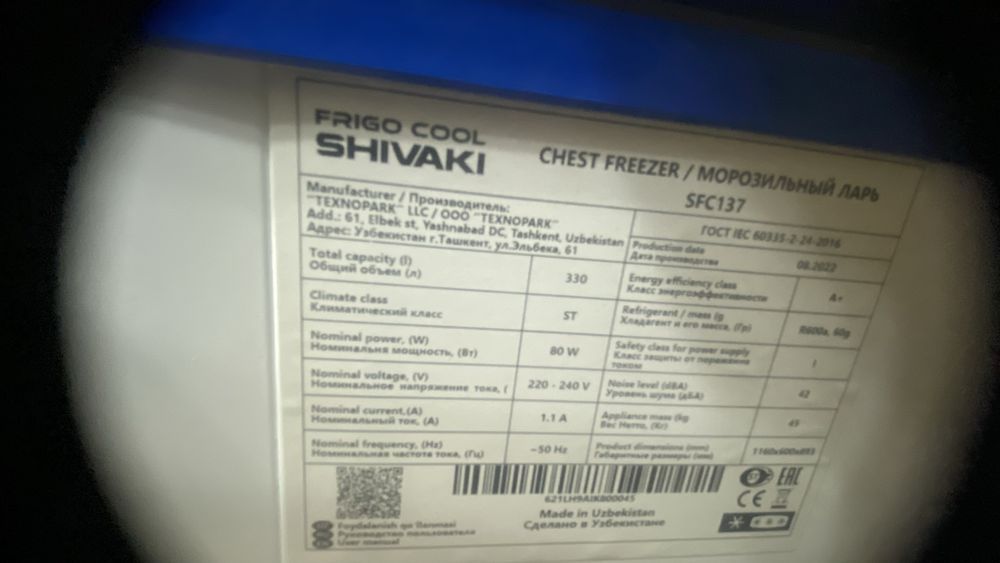 FRIGO COOL
SHIVAKI
CHEST FREEZER / МОРОЗИЛЬНЫЙ ЛАРЬ
SFC137
Manufacturer / Производитель:
"TEXNOPARK" LLC / ООО "TEXNOPARK"
Add.: 61, Elbek st, Yashnabad DC, Tashkent, Uzbekistan
Адрес: Узбекистан г.Ташкент, ул.Эльбека, 61
ГОСТ IEC 60335-2-24-2016
Production date
Дата производства
08.2022
Total capacity (l)
Общий объем (л)
330
Energy efficiency class
Класс энергоэффективности
A+
Climate class
Климатический класс
ST
Refrigerant / mass (g
Хладагент и его масса, (Гр)
R600a, 60g
Nominal power, (W)
Номинальня мощность, (Вт)
80 W
Safety class for power supply
Класс защиты от поражения
током
I
Nominal voltage, (V)
Номинальное напряжение тока, (
220 - 240 V
Noise level (dBA)
Уровень шума (дБА)
42
Nominal current,(A)
Номинальный ток, (А)
1.1 A
Appliance mass (kg
Вес Нетто, (Кг)
Nominal frequency, (Hz)
Номинальная частота тока, (Гц)
~50 Hz
Product dimensions (mm)
Габаритные размеры (мм)
Made in Uzbekistan
Сделано в Узбекистане
EAC
CE
Foydalanish qo'llanmasi
Руководство пользователя
User manual